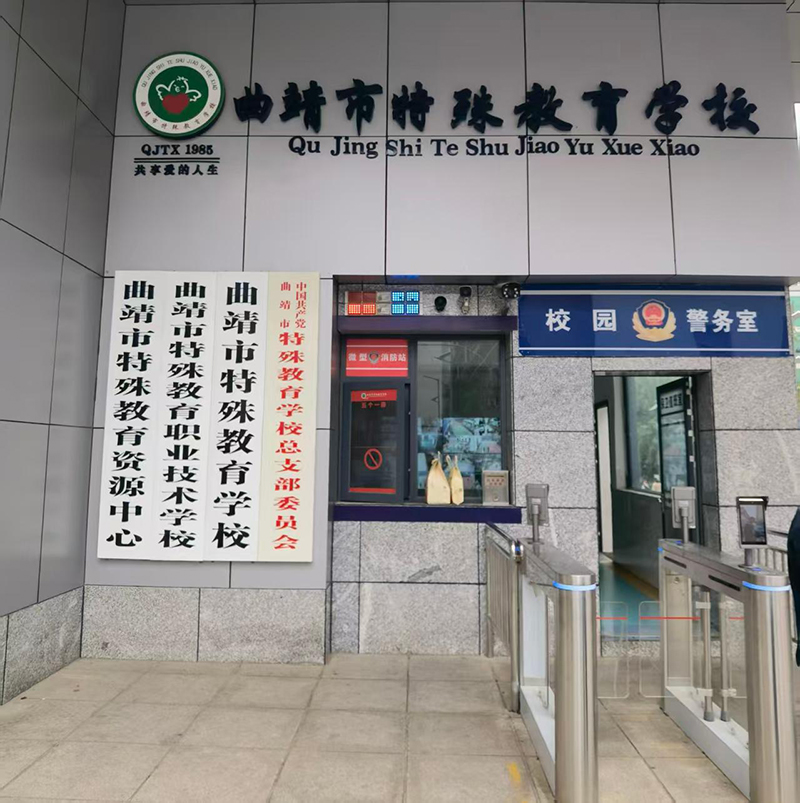 曲靖市特殊教育学校
Qu Jing Shi Te Shu Jiao Yu Xue Xiao
QJTX 1985
共享爱的人生
曲靖市特殊教育资源中心
曲靖市特殊教育职业技术学校
曲靖市特殊教育学校
中国共产党
曲靖市
特殊教育学校总支部委员会
微型消防站
校园警务室